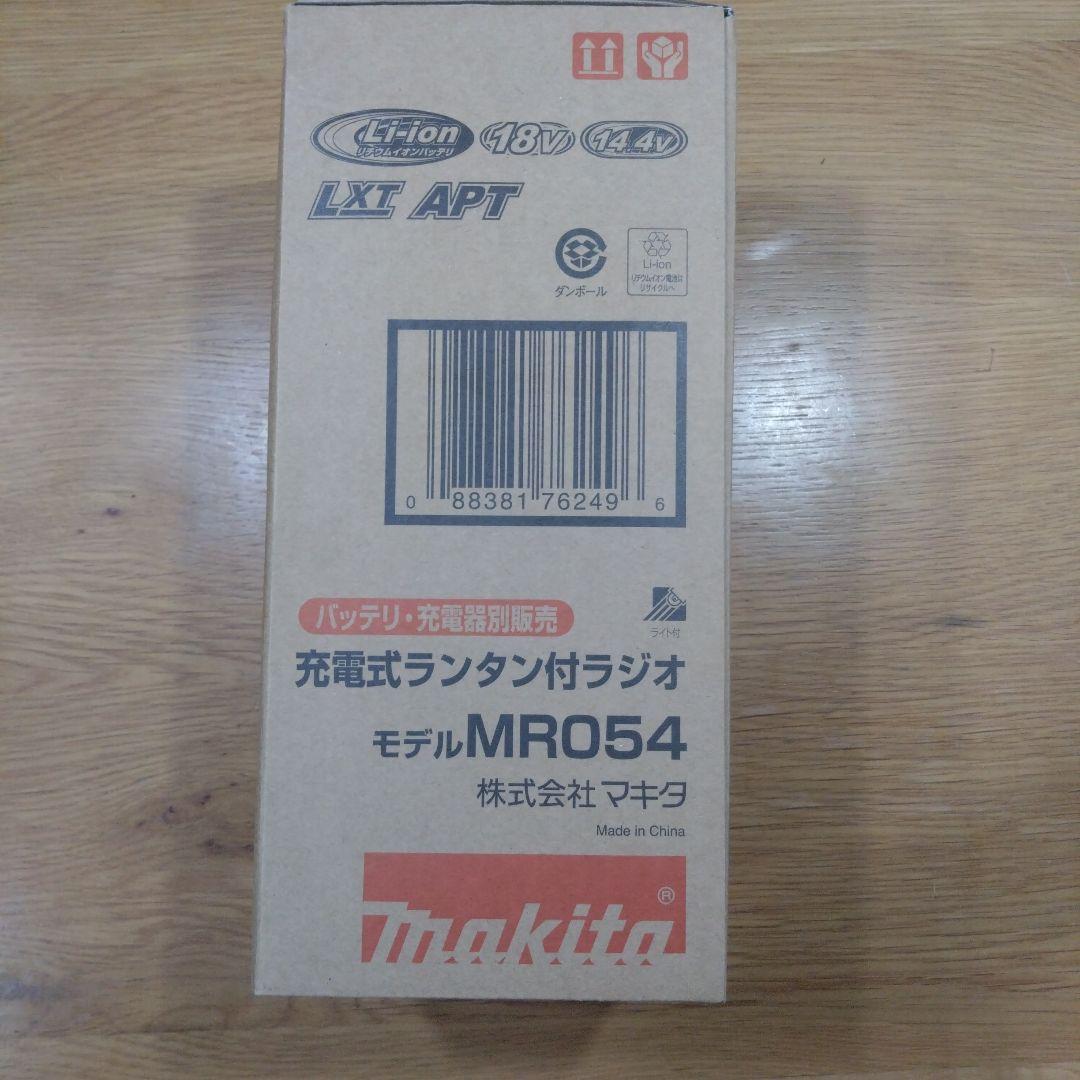 Li-ion
リチウムイオンバッテリ
18V
14.4V
LXT APT
ダンボール
Li-ion
リチウムイオン電池は
リサイクルへ
0 88381 76249 6
バッテリ・充電器別販売
ライト付
充電式ランタン付ラジオ
モデルMR054
株式会社マキタ
Made in China
makita®